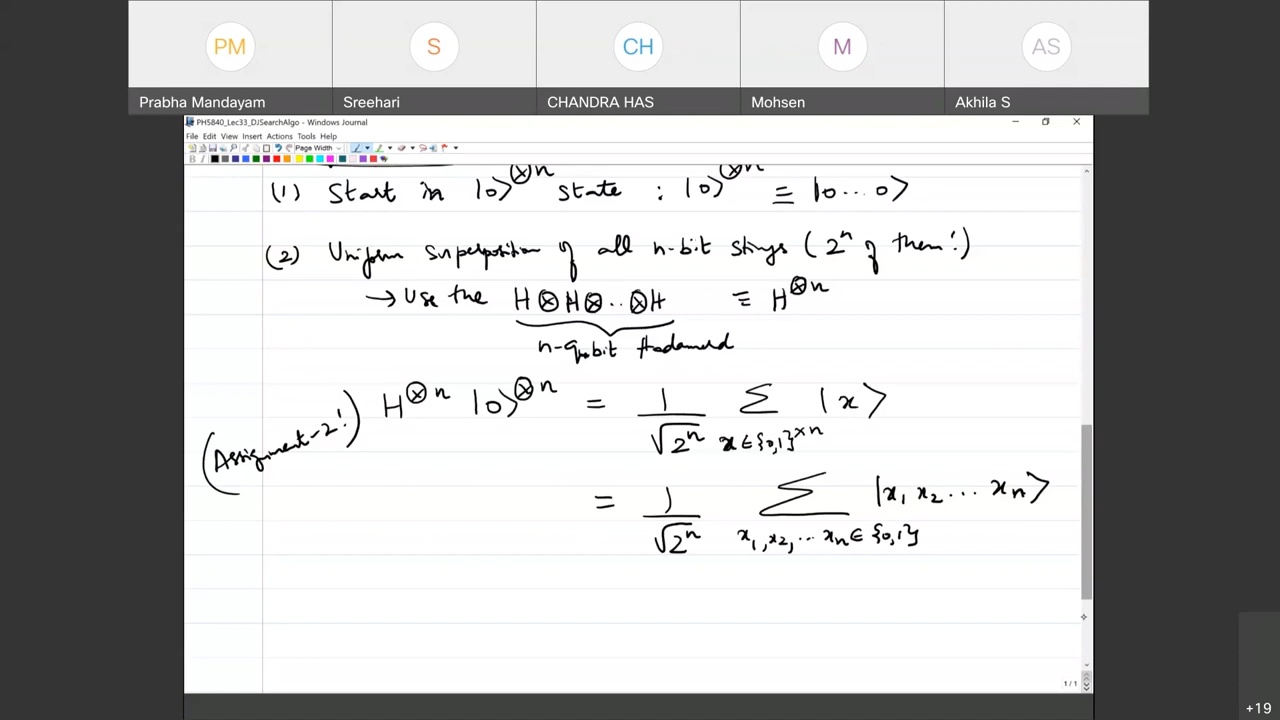 PM S CH M AS
Prabha Mandayam Sreehari CHANDRA HAS Mohsen Akhila S
PH5840_Lec33_DJSearchAlgo - Windows Journal
File Edit View Insert Actions Tools Help
Page Width
B I
(1) Start in |0⟩^⊗n state : |0⟩^⊗n ≡ |0...0⟩
(2) Uniform superposition of all n-bit strings (2^n of them!)
→ Use the H⊗H⊗..⊗H ≡ H^⊗n
n-qubit Hadamard
(Assignment-2!) H^⊗n |0⟩^⊗n = 1/√2^n Σ_{x∈{0,1}^×n} |x⟩
= 1/√2^n Σ_{x₁,x₂,... xₙ∈{0,1}} |x₁ x₂ ... xₙ⟩
1 / 1
+19